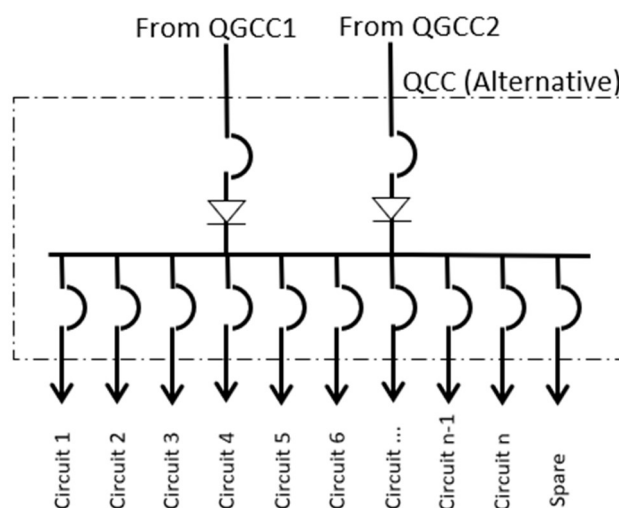 From QGCC1
From QGCC2
QCC (Alternative)
Circuit 1
Circuit 2
Circuit 3
Circuit 4
Circuit 5
Circuit 6
Circuit ...
Circuit n-1
Circuit n
Spare